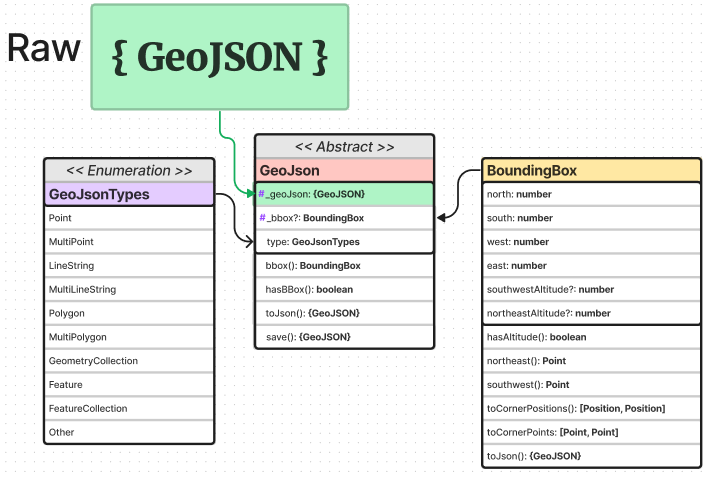 Raw
{ GeoJSON }
<< Enumeration >>
GeoJsonTypes
Point
MultiPoint
LineString
MultiLineString
Polygon
MultiPolygon
GeometryCollection
Feature
FeatureCollection
Other
<< Abstract >>
GeoJson
#_geoJson: {GeoJSON}
#_bbox?: BoundingBox
type: GeoJsonTypes
bbox(): BoundingBox
hasBBox(): boolean
toJson(): {GeoJSON}
save(): {GeoJSON}
BoundingBox
north: number
south: number
west: number
east: number
southwestAltitude?: number
northeastAltitude?: number
hasAltitude(): boolean
northeast(): Point
southwest(): Point
toCornerPositions(): [Position, Position]
toCornerPoints: [Point, Point]
toJson(): {GeoJSON}